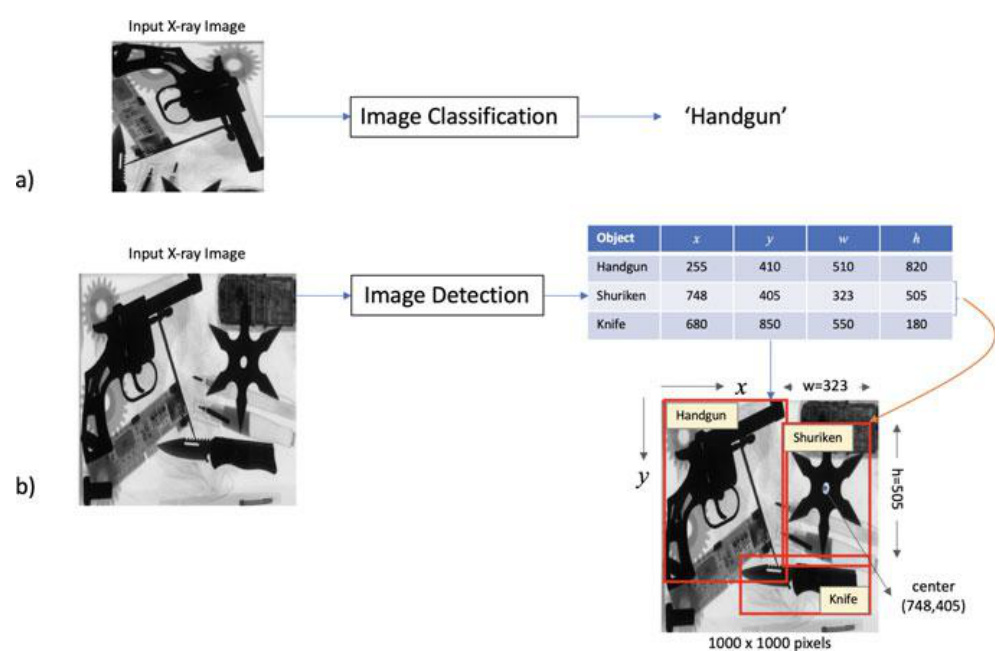 Input X-ray Image
Image Classification
‘Handgun’
a)
Input X-ray Image
Image Detection
Object x y w h
Handgun 255 410 510 820
Shuriken 748 405 323 505
Knife 680 850 550 180
b)
x
w=323
y
Handgun
Shuriken
h=505
Knife
center
(748,405)
1000 x 1000 pixels